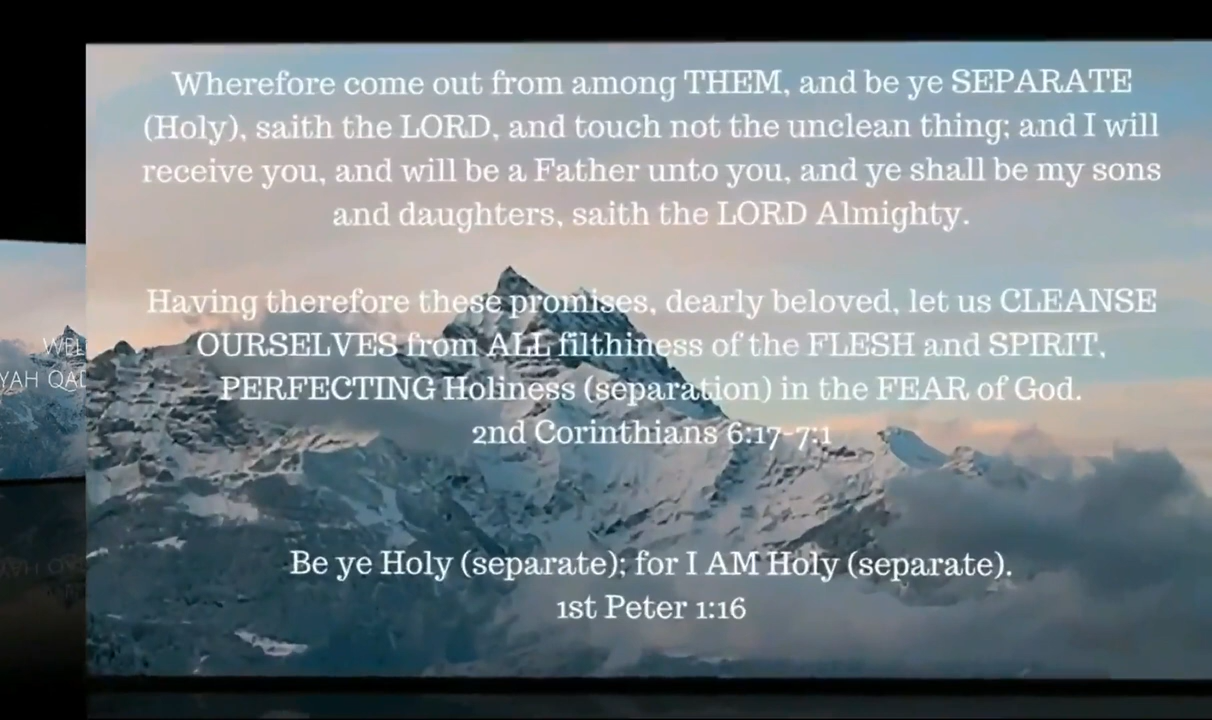 Wherefore come out from among THEM, and be ye SEPARATE
(Holy), saith the LORD, and touch not the unclean thing; and I will
receive you, and will be a Father unto you, and ye shall be my sons
and daughters, saith the LORD Almighty.
Having therefore these promises, dearly beloved, let us CLEANSE
OURSELVES from ALL filthiness of the FLESH and SPIRIT,
PERFECTING Holiness (separation) in the FEAR of God.
2nd Corinthians 6:17-7:1
Be ye Holy (separate); for I AM Holy (separate).
1st Peter 1:16
WEL
YAH QAD